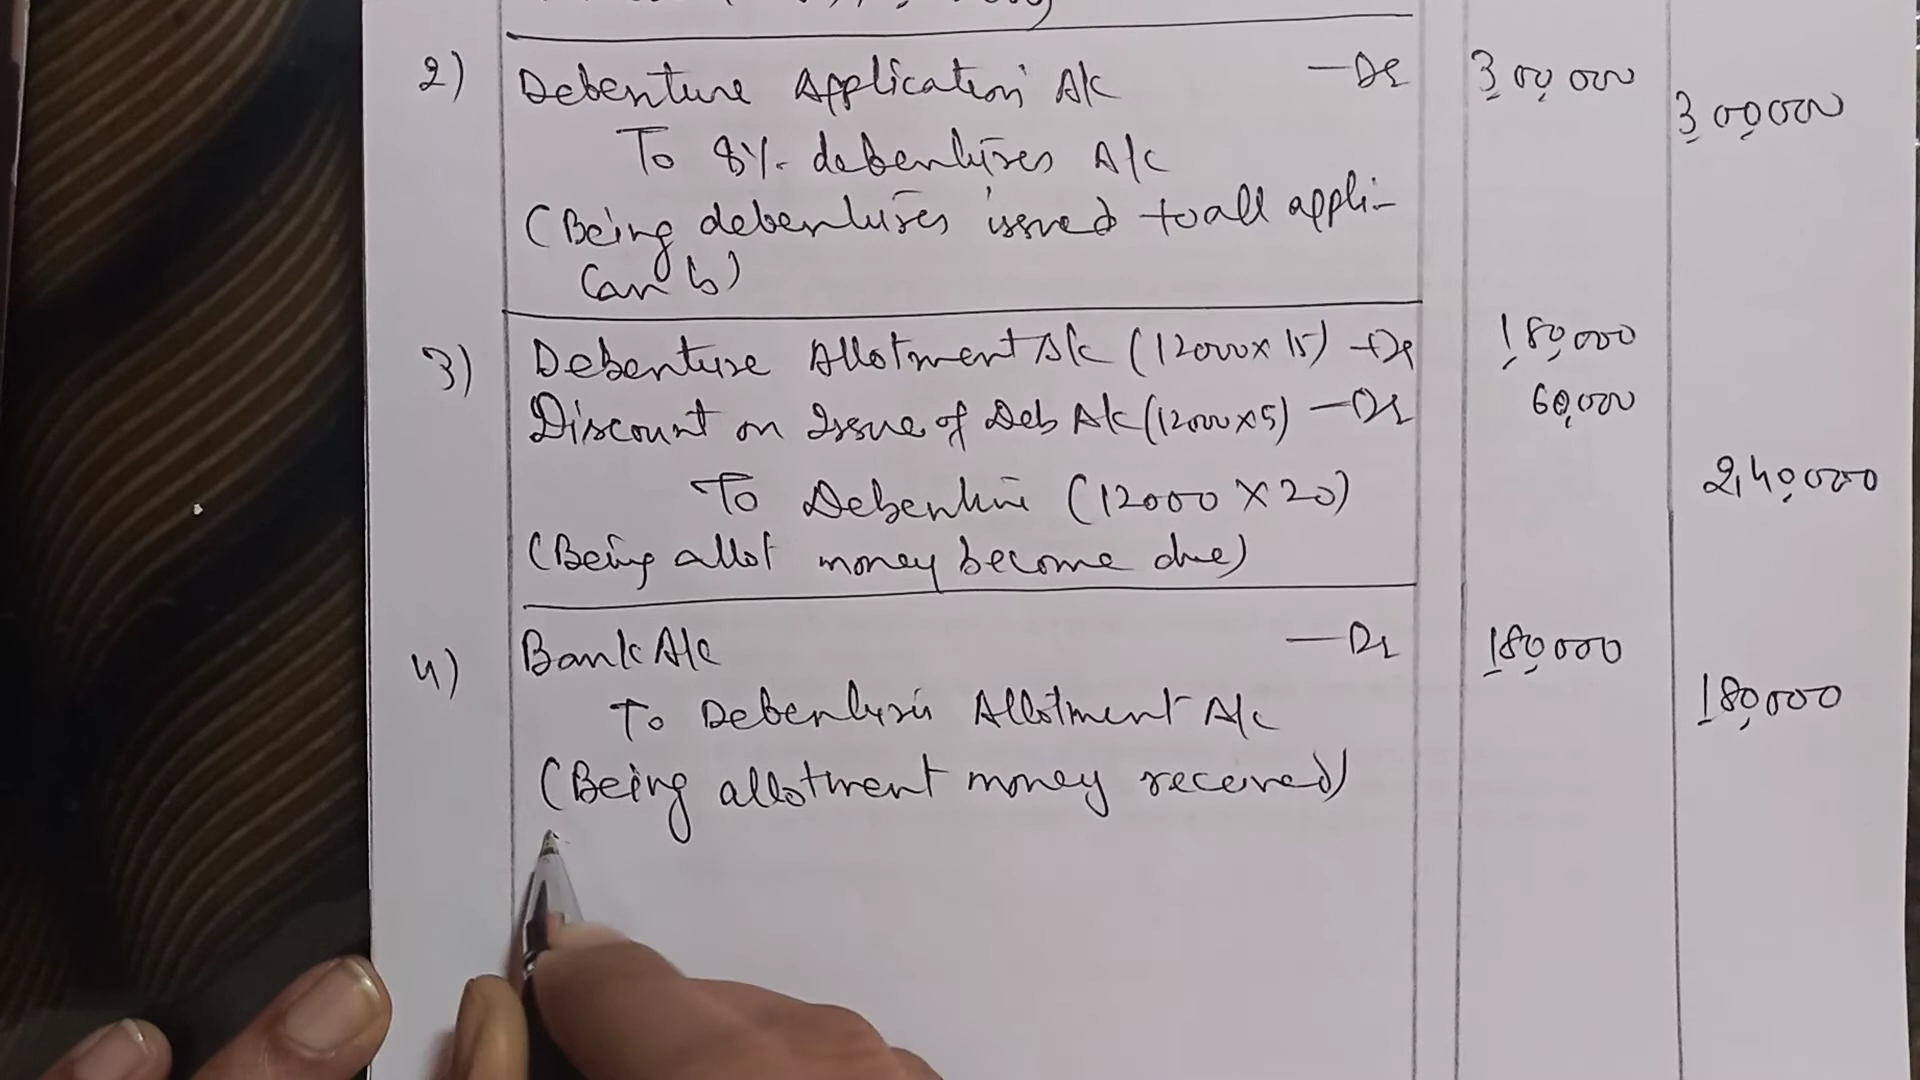 2) Debenture Application A/c —Dr 3,00,000
To 8% debentures A/c 3,00,000
(Being debentures issued to all appli-
cants)
3) Debenture Allotment A/c (12000 x 15) —Dr 1,80,000
Discount on Issue of Deb A/c (12000 x 5) —Dr 60,000
To Debenture (12000 x 20) 2,40,000
(Being allot money become due)
4) Bank A/c —Dr 1,80,000
To Debenture Allotment A/c 1,80,000
(Being allotment money received)